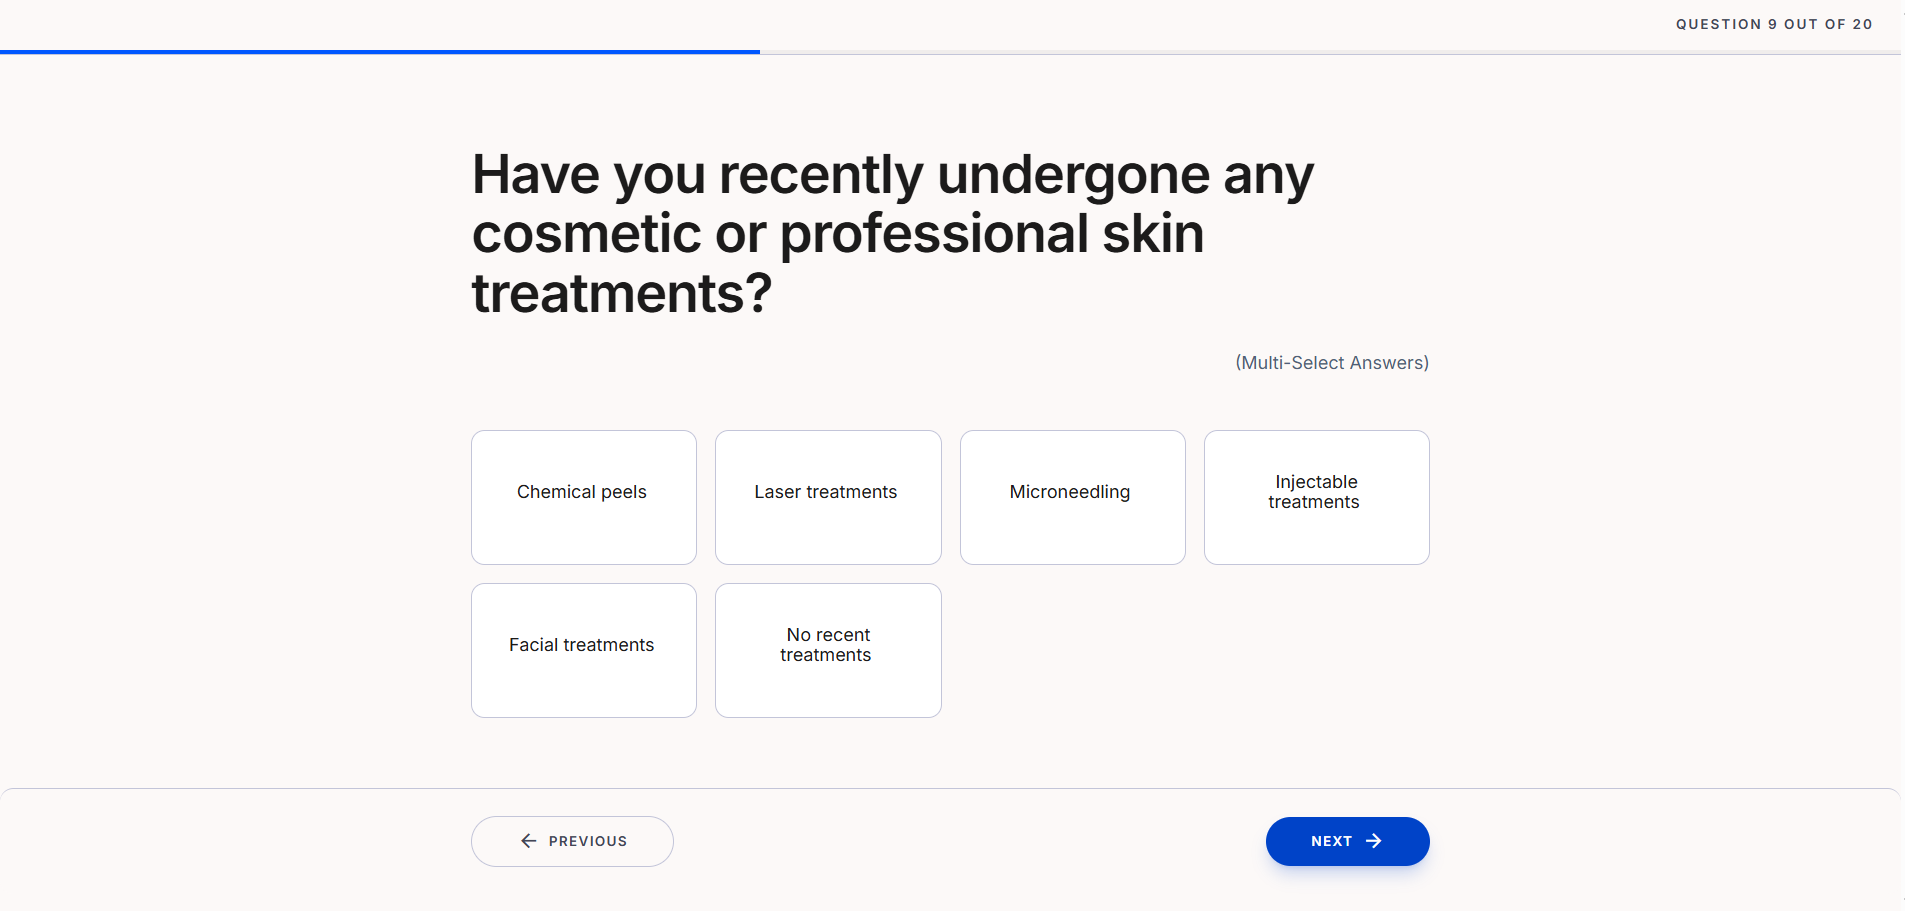 QUESTION 9 OUT OF 20
Have you recently undergone any
cosmetic or professional skin
treatments?
(Multi-Select Answers)
Chemical peels
Laser treatments
Microneedling
Injectable
treatments
Facial treatments
No recent
treatments
PREVIOUS
NEXT